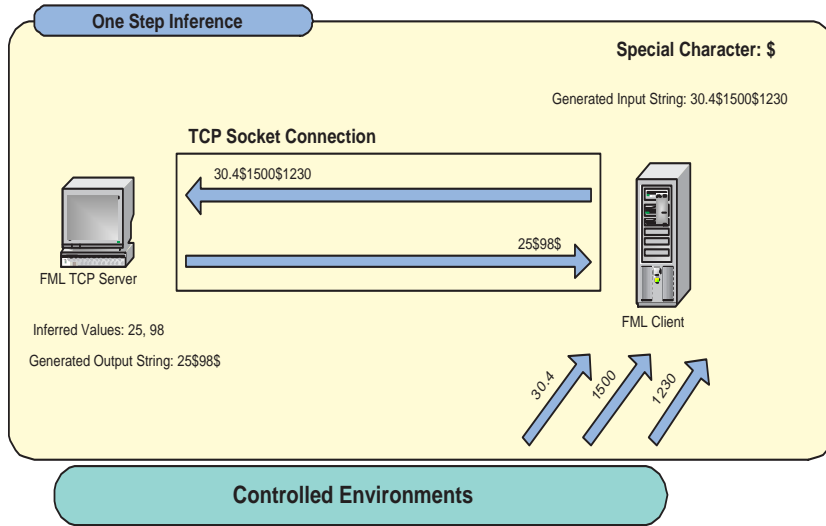 One Step Inference
Special Character: $
Generated Input String: 30.4$1500$1230
TCP Socket Connection
30.4$1500$1230
25$98$
FML TCP Server
FML Client
Inferred Values: 25, 98
Generated Output String: 25$98$
30.4
1500
1230
Controlled Environments